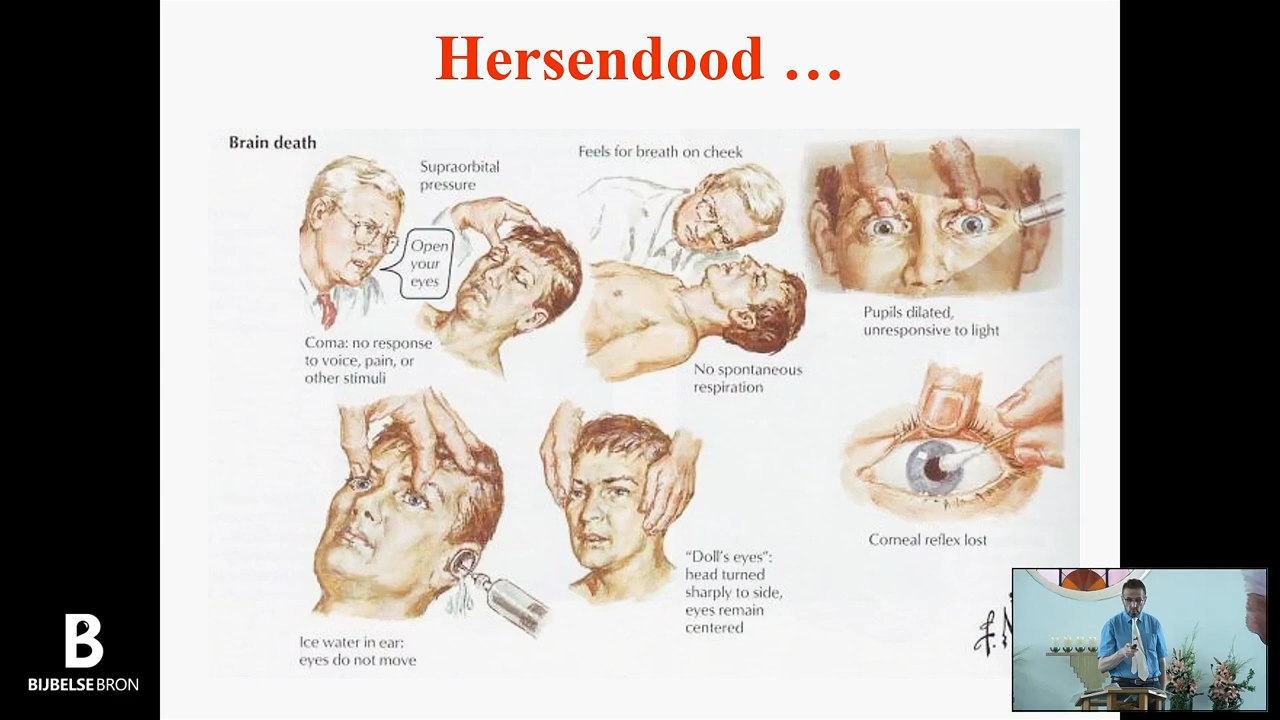 Hersendood …
Brain death
Supraorbital
pressure
Open
your
eyes
Coma: no response
to voice, pain, or
other stimuli
Feels for breath on cheek
No spontaneous
respiration
Pupils dilated,
unresponsive to light
Ice water in ear:
eyes do not move
"Doll's eyes":
head turned
sharply to side,
eyes remain
centered
Corneal reflex lost
B
BIJBELSE BRON